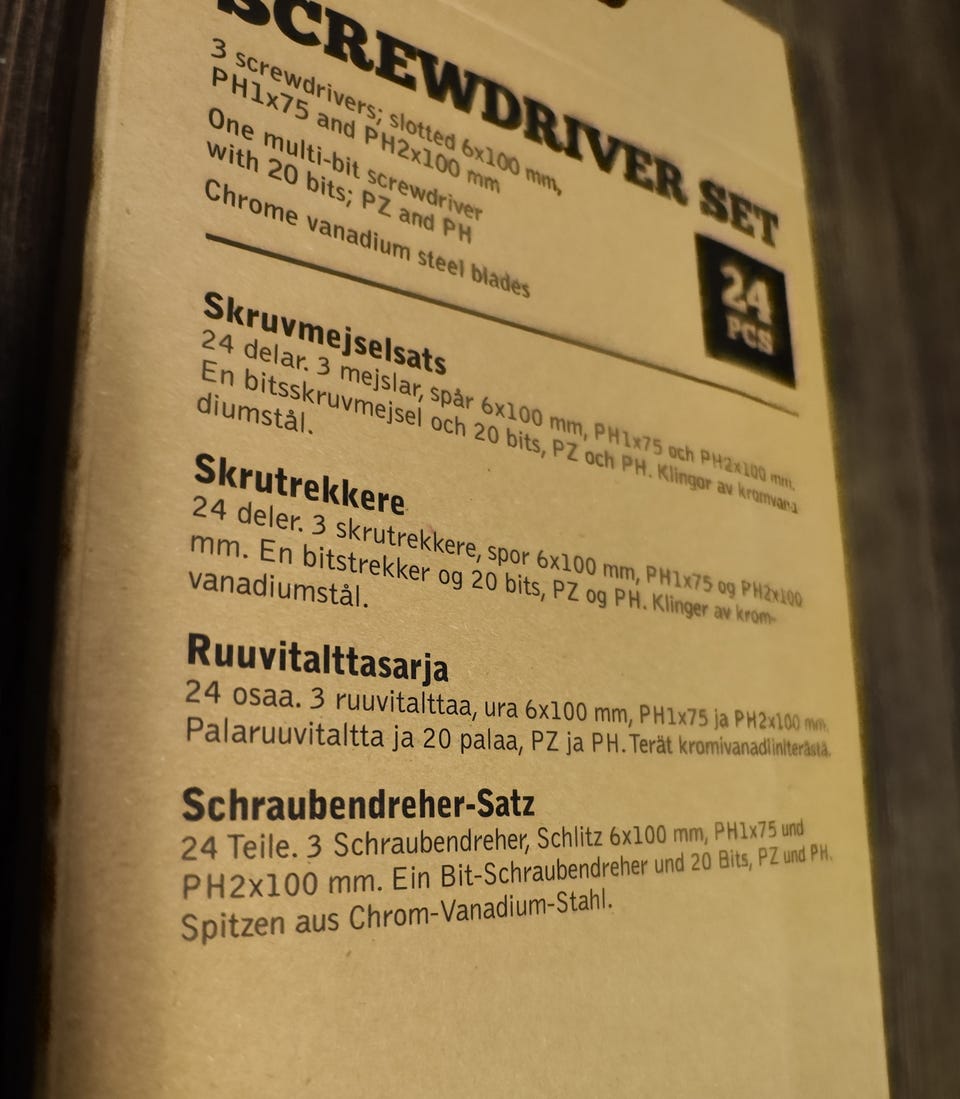 SCREWDRIVER SET
3 screwdrivers; slotted 6x100 mm,
PH1x75 and PH2x100 mm
One multi-bit screwdriver
with 20 bits; PZ and PH
Chrome vanadium steel blades
24
PCS
Skruvmejselsats
24 delar. 3 mejslar, spår 6x100 mm, PH1x75 och PH2x100 mm.
En bitsskruvmejsel och 20 bits, PZ och PH. Klingor av kromvana
diumstål.
Skrutrekkere
24 deler. 3 skrutrekkere, spor 6x100 mm, PH1x75 og PH2x100
mm. En bitstrekker og 20 bits, PZ og PH. Klinger av krom-
vanadiumstål.
Ruuvitalttasarja
24 osaa. 3 ruuvitalttaa, ura 6x100 mm, PH1x75 ja PH2x100 mm.
Palaruuvitaltta ja 20 palaa, PZ ja PH. Terät kromivanadiiniterästä.
Schraubendreher-Satz
24 Teile. 3 Schraubendreher, Schlitz 6x100 mm, PH1x75 und
PH2x100 mm. Ein Bit-Schraubendreher und 20 Bits, PZ und PH.
Spitzen aus Chrom-Vanadium-Stahl.